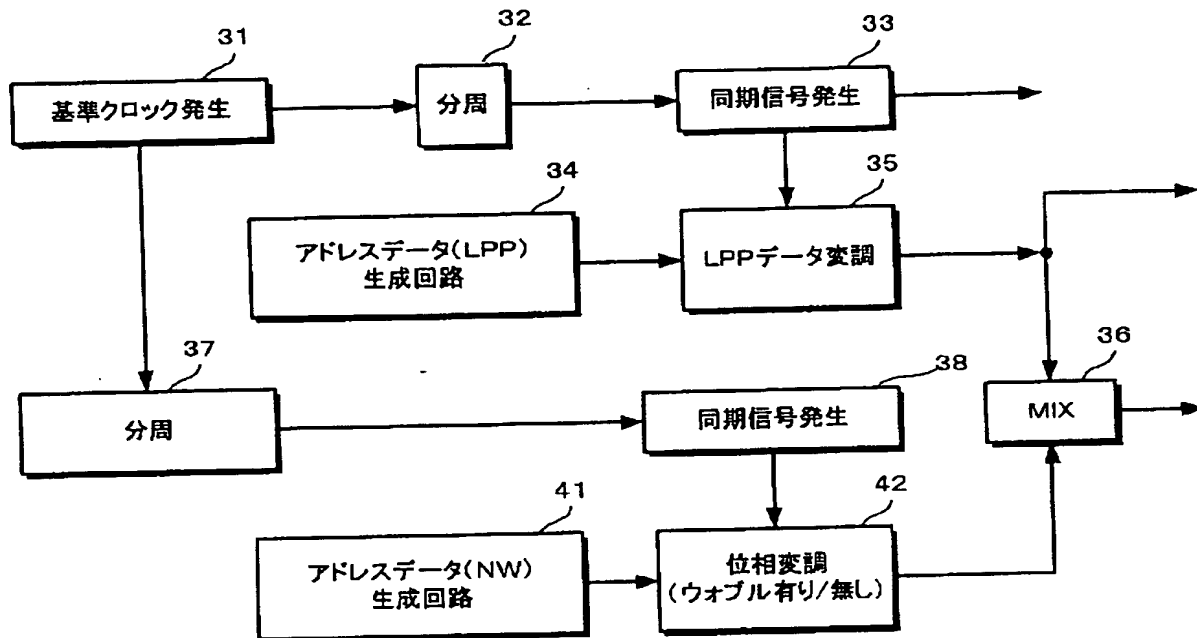 31
基準クロック発生
32
分周
33
同期信号発生
34
アドレスデータ(LPP)
生成回路
35
LPPデータ変調
36
MIX
37
分周
38
同期信号発生
41
アドレスデータ(NW)
生成回路
42
位相変調
(ウォブル有り/無し)